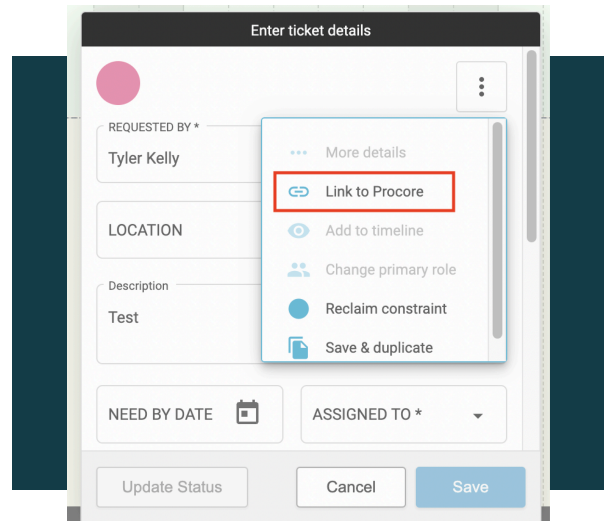 Enter ticket details
REQUESTED BY *
Tyler Kelly
More details
Link to Procore
LOCATION
Add to timeline
Change primary role
Description
Test
Reclaim constraint
Save & duplicate
NEED BY DATE
ASSIGNED TO *
Update Status
Cancel
Save